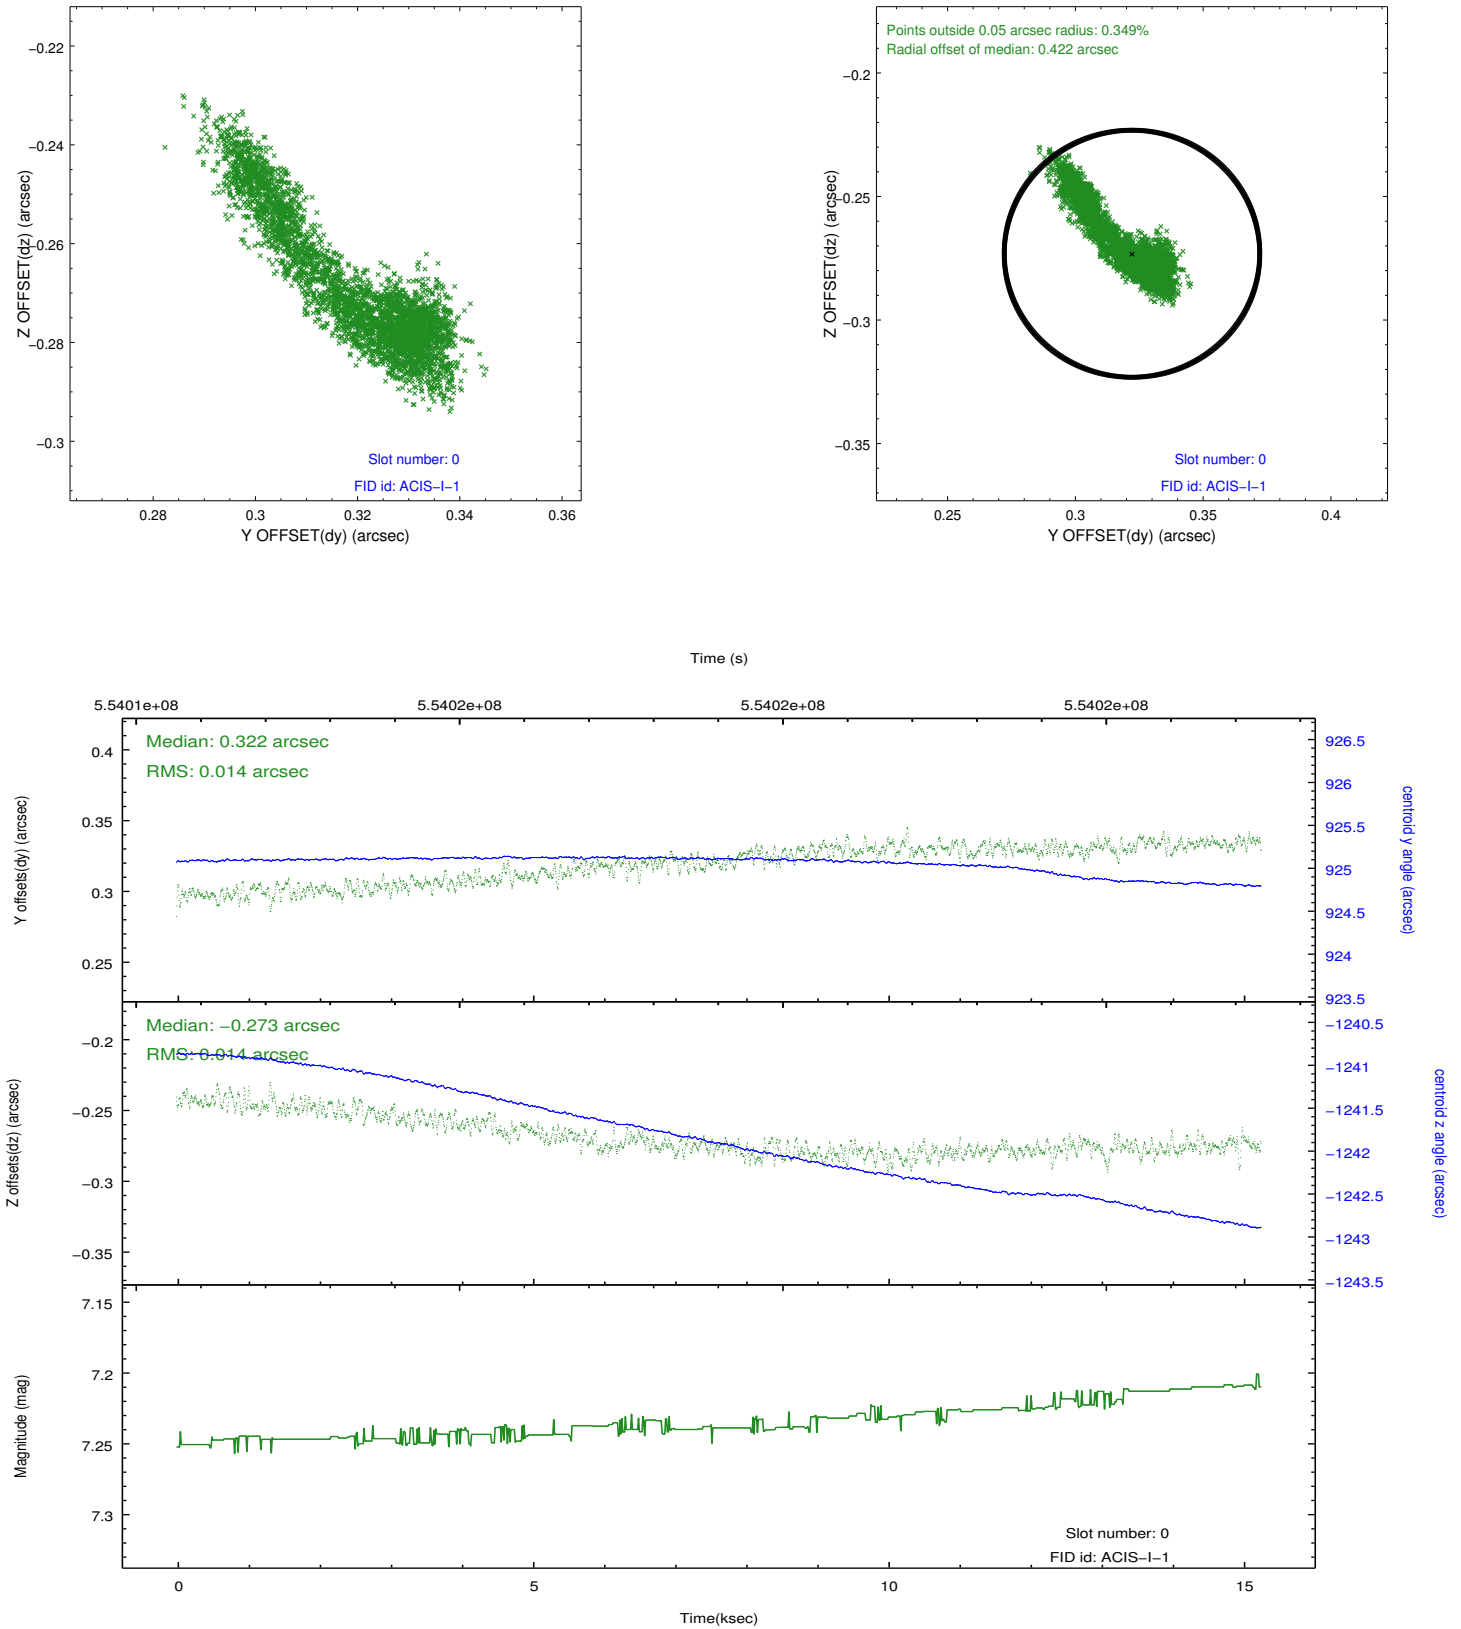 −0.22
−0.24
−0.26
−0.28
−0.3
Z OFFSET(dz) (arcsec)
Slot number: 0
FID id: ACIS−I−1
0.28 0.3 0.32 0.34 0.36
Y OFFSET(dy) (arcsec)
Points outside 0.05 arcsec radius: 0.349%
Radial offset of median: 0.422 arcsec
−0.2
−0.25
−0.3
−0.35
Z OFFSET(dz) (arcsec)
Slot number: 0
FID id: ACIS−I−1
0.25 0.3 0.35 0.4
Y OFFSET(dy) (arcsec)
Time (s)
5.5401e+08 5.5402e+08 5.5402e+08 5.5402e+08
Median: 0.322 arcsec
RMS: 0.014 arcsec
0.4
0.35
0.3
0.25
Y offsets(dy) (arcsec)
926.5
926
925.5
925
924.5
924
923.5
centroid y angle (arcsec)
Median: −0.273 arcsec
RMS: 0.014 arcsec
−0.2
−0.25
−0.3
−0.35
Z offsets(dz) (arcsec)
−1240.5
−1241
−1241.5
−1242
−1242.5
−1243
−1243.5
centroid z angle (arcsec)
7.15
7.2
7.25
7.3
Magnitude (mag)
Slot number: 0
FID id: ACIS−I−1
0 5 10 15
Time(ksec)